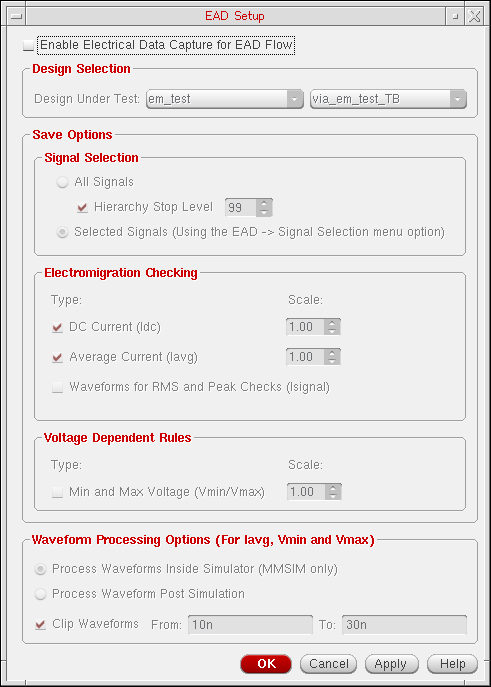 EAD Setup
Enable Electrical Data Capture for EAD Flow
Design Selection
Design Under Test: em_test via_em_test_TB
Save Options
Signal Selection
All Signals
Hierarchy Stop Level 99
Selected Signals (Using the EAD -> Signal Selection menu option)
Electromigration Checking
Type: Scale:
DC Current (Idc) 1.00
Average Current (Iavg) 1.00
Waveforms for RMS and Peak Checks (Isignal)
Voltage Dependent Rules
Type: Scale:
Min and Max Voltage (Vmin/Vmax) 1.00
Waveform Processing Options (For Iavg, Vmin and Vmax)
Process Waveforms Inside Simulator (MMSIM only)
Process Waveform Post Simulation
Clip Waveforms From: 10n To: 30n
OK Cancel Apply Help